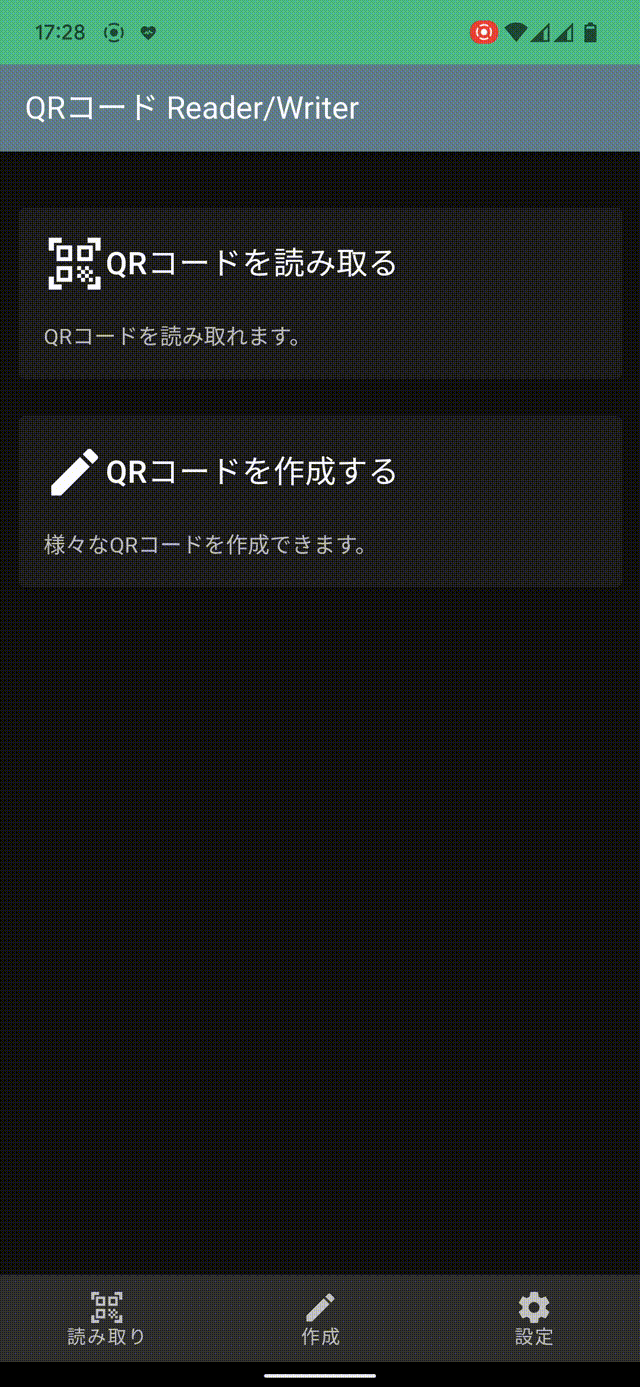 17:28
QRコード Reader/Writer
QRコードを読み取る
QRコードを読み取れます。
QRコードを作成する
様々なQRコードを作成できます。
読み取り
作成
設定